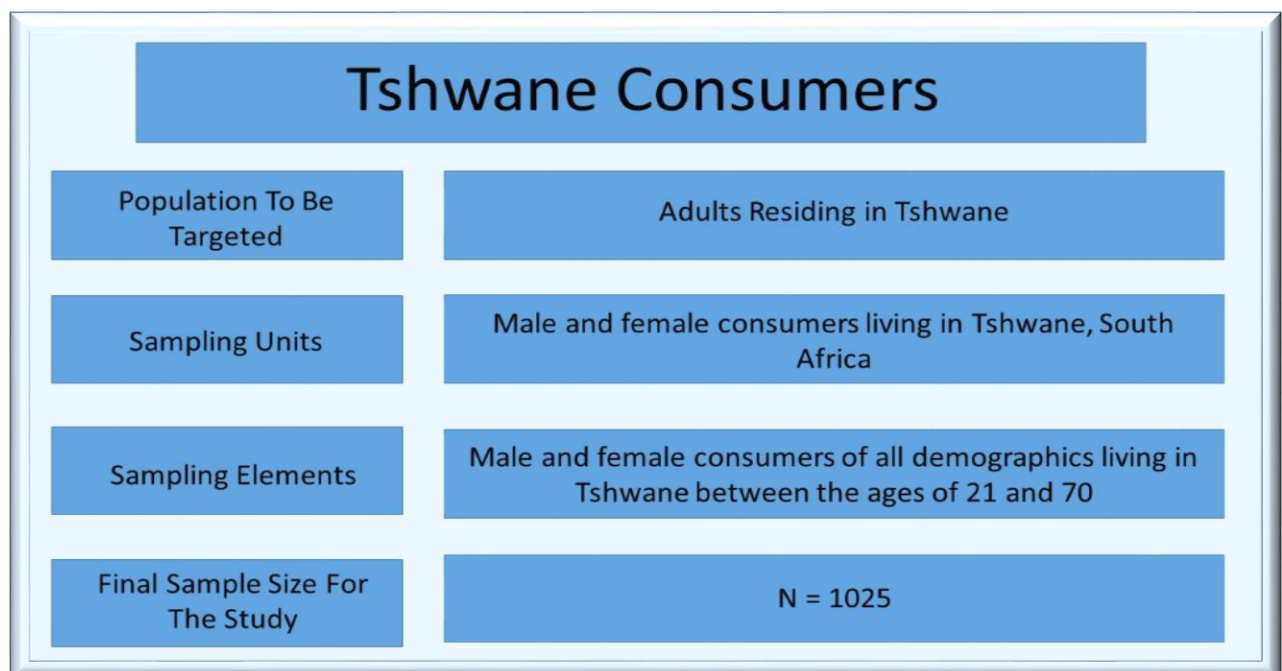 Tshwane Consumers
Population To Be
Targeted
Adults Residing in Tshwane
Sampling Units
Male and female consumers living in Tshwane, South
Africa
Sampling Elements
Male and female consumers of all demographics living in
Tshwane between the ages of 21 and 70
Final Sample Size For
The Study
N = 1025